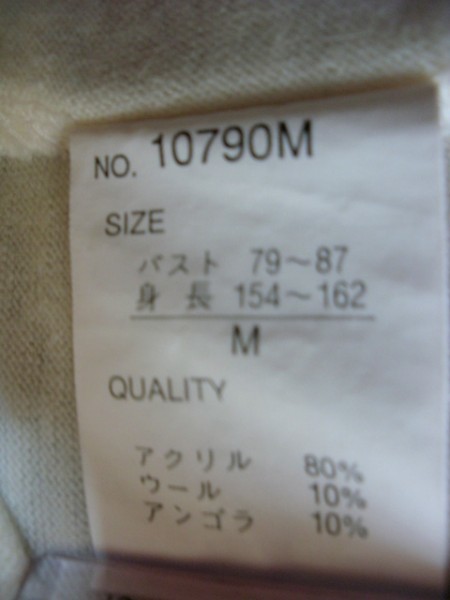 NO. 10790M
SIZE
バスト 79～87
身長 154～162
M
QUALITY
アクリル 80%
ウール 10%
アンゴラ 10%